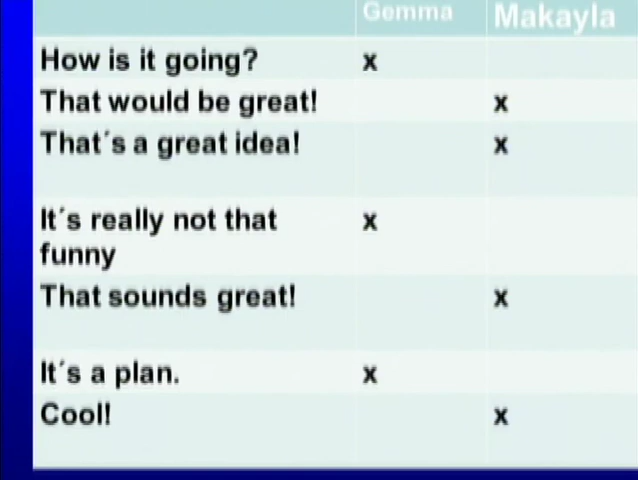 Gemma Makayla
How is it going? x
That would be great! x
That´s a great idea! x
It´s really not that x
funny
That sounds great! x
It´s a plan. x
Cool! x